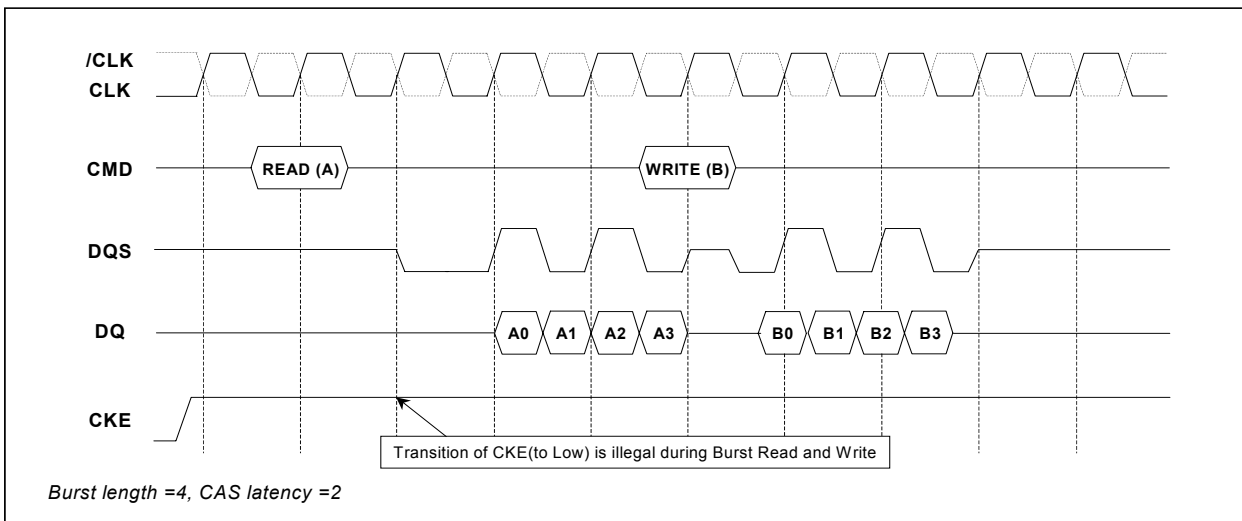 /CLK
CLK
CMD
READ (A)
WRITE (B)
DQS
DQ
A0
A1
A2
A3
B0
B1
B2
B3
CKE
Transition of CKE(to Low) is illegal during Burst Read and Write
Burst length =4, CAS latency =2